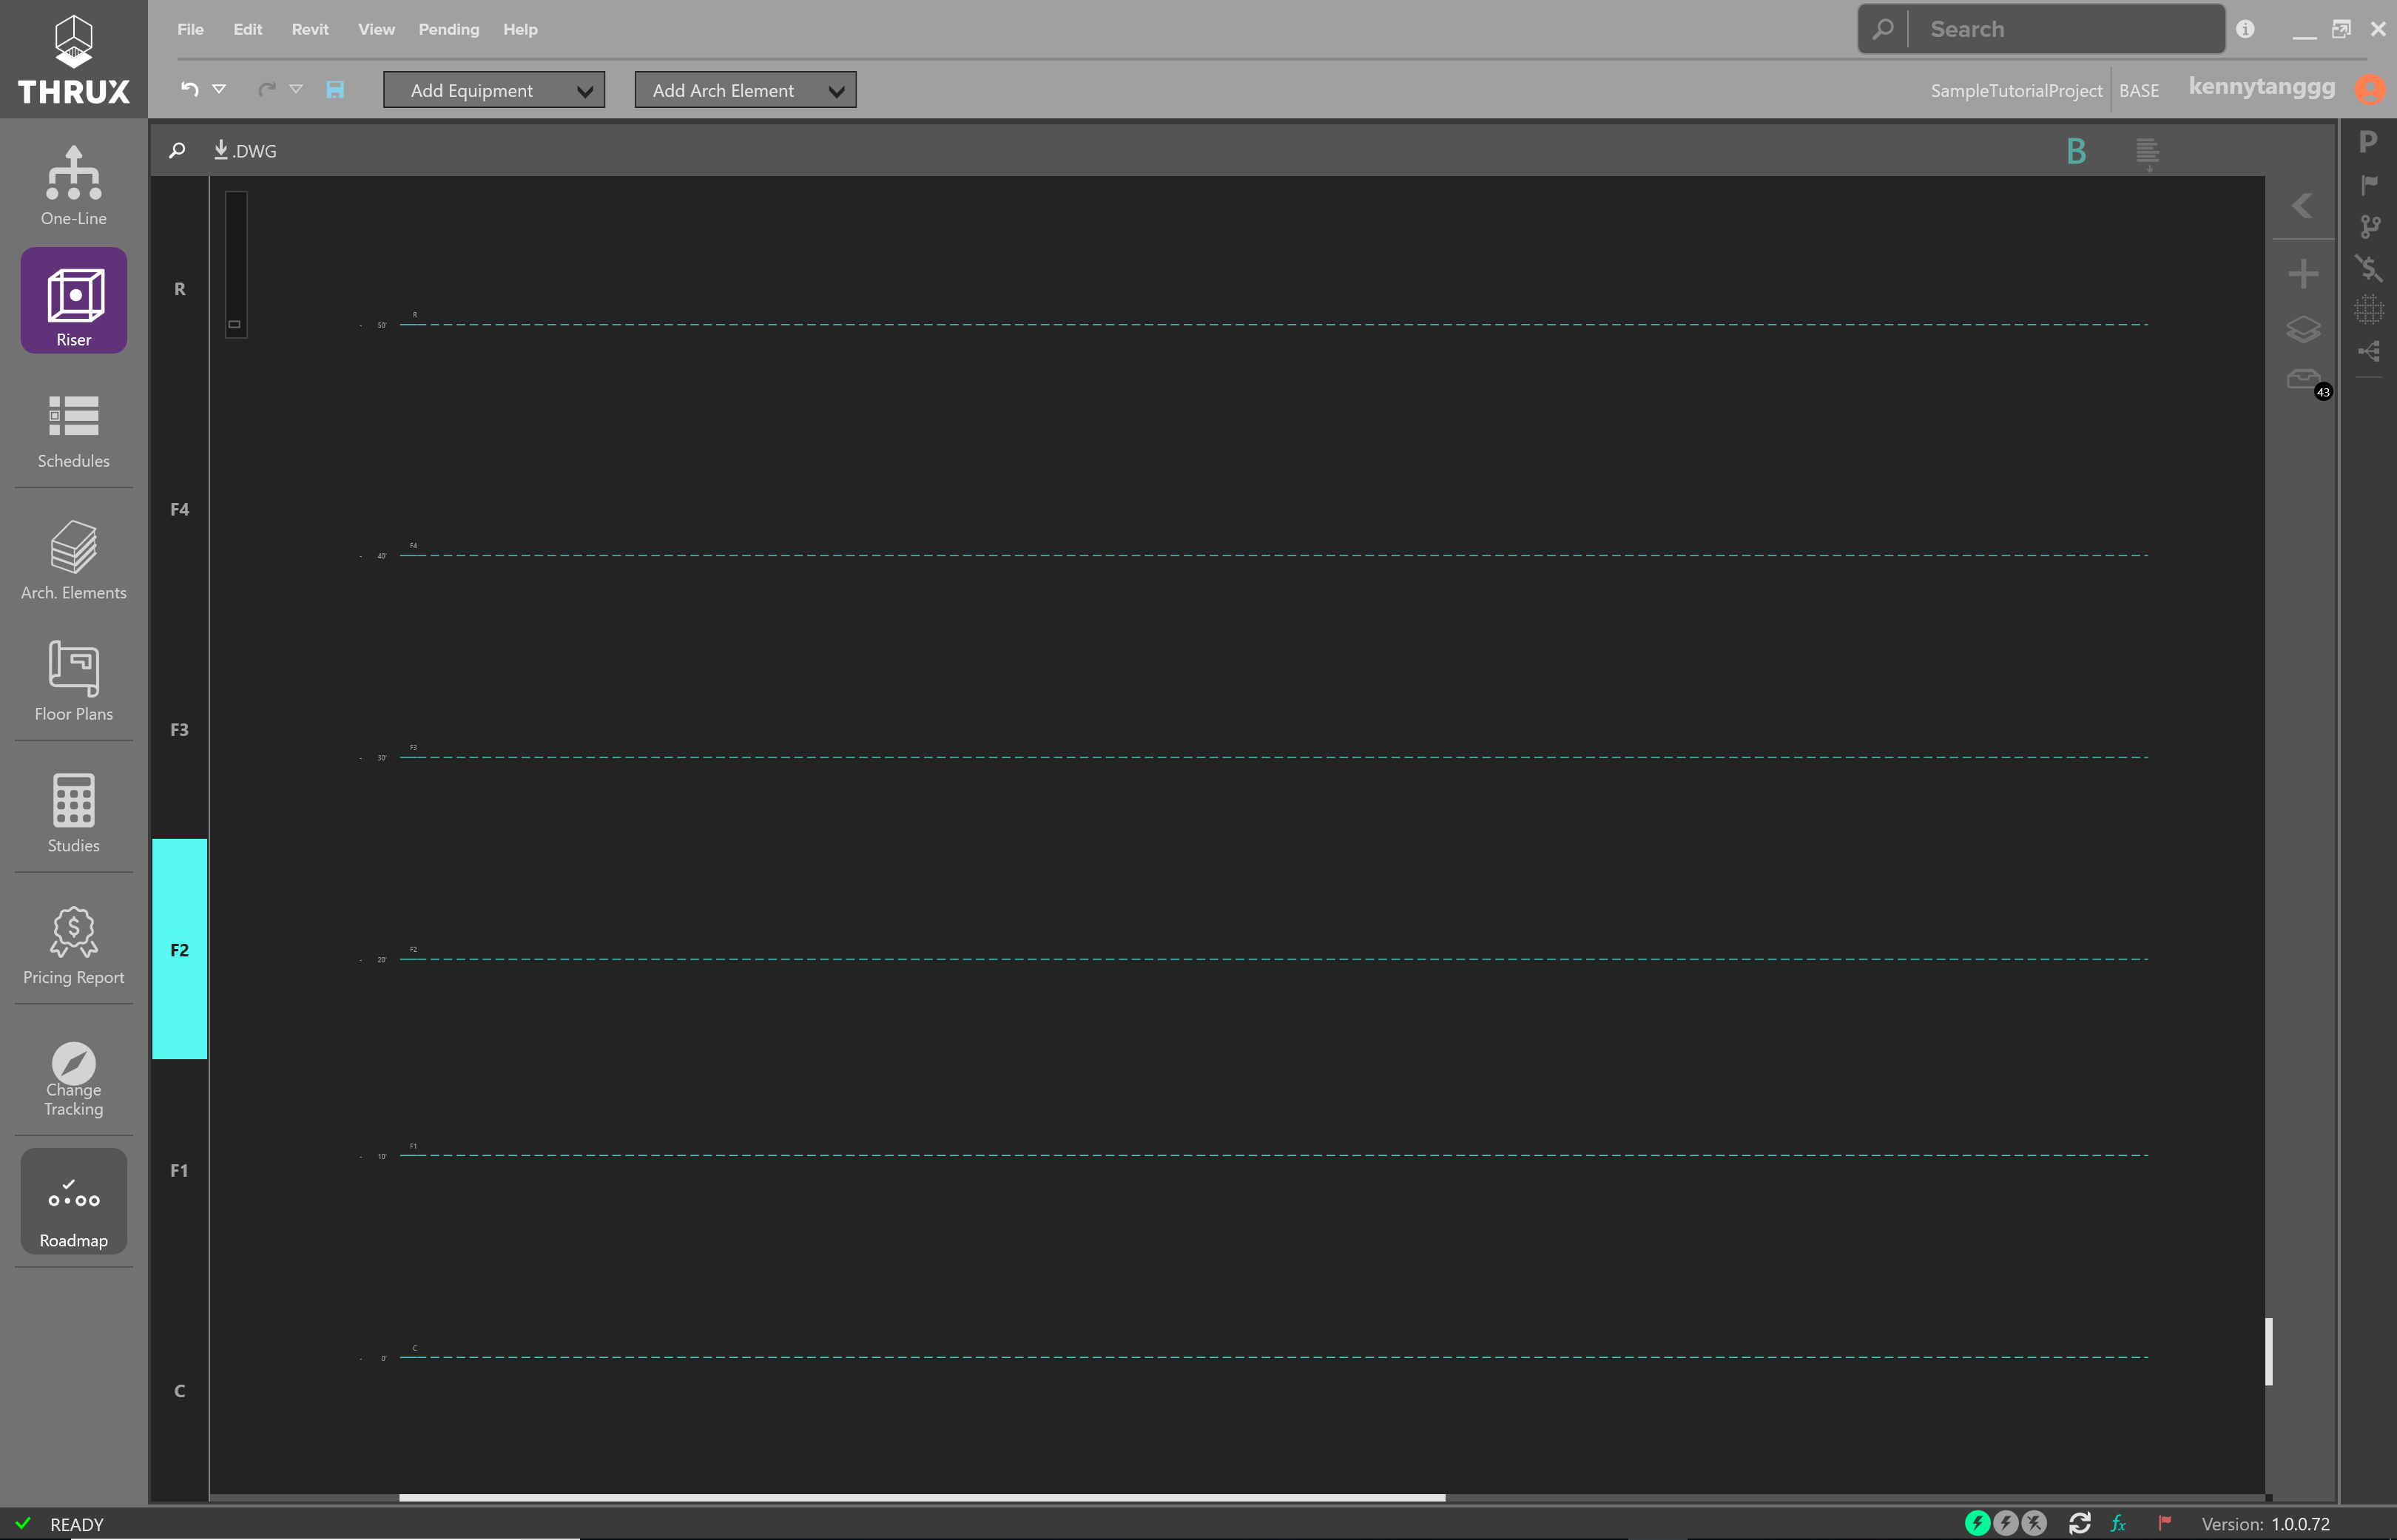 THRUX
File Edit Revit View Pending Help
Search
Add Equipment
Add Arch Element
SampleTutorialProject
BASE
kennytanggg
.DWG
B
P
One-Line
Riser
Schedules
Arch. Elements
Floor Plans
Studies
Pricing Report
Change
Tracking
Roadmap
R
F4
F3
F2
F1
C
R
- 50'
F4
- 40'
F3
- 30'
F2
- 20'
F1
- 10'
C
- 0'
43
READY
fx
Version: 1.0.0.72